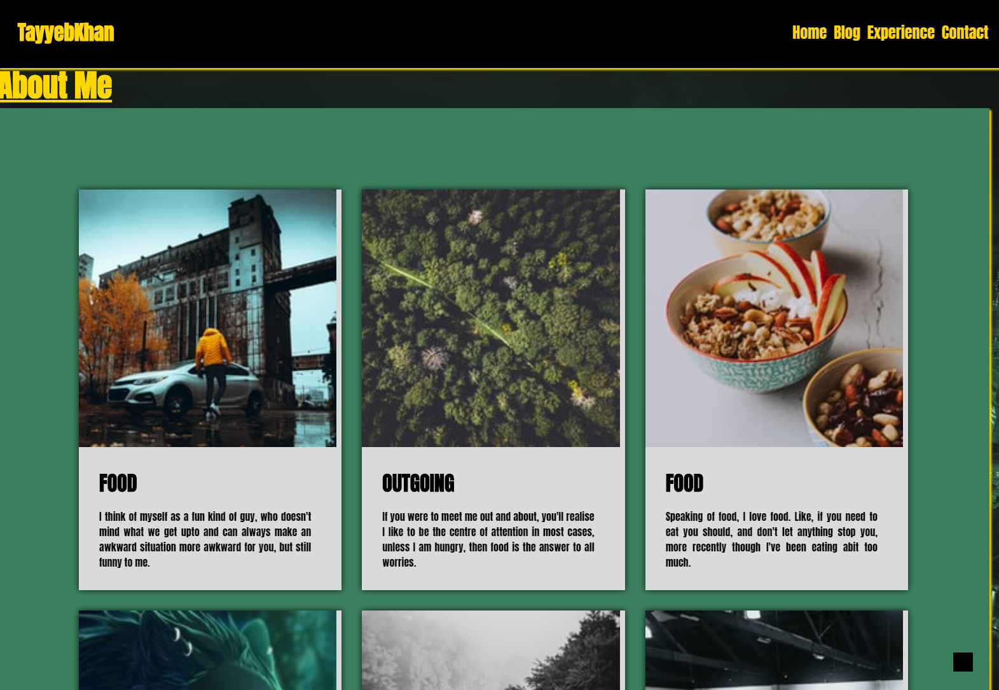 TayyebKhan
Home Blog Experience Contact
About Me
FOOD
I think of myself as a fun kind of guy, who doesn't
mind what we get upto and can always make an
awkward situation more awkward for you, but still
funny to me.
OUTGOING
If you were to meet me out and about, you'll realise
I like to be the centre of attention in most cases,
unless I am hungry, then food is the answer to all
worries.
FOOD
Speaking of food, I love food. Like, if you need to
eat you should, and don't let anything stop you,
more recently though I've been eating abit too
much.